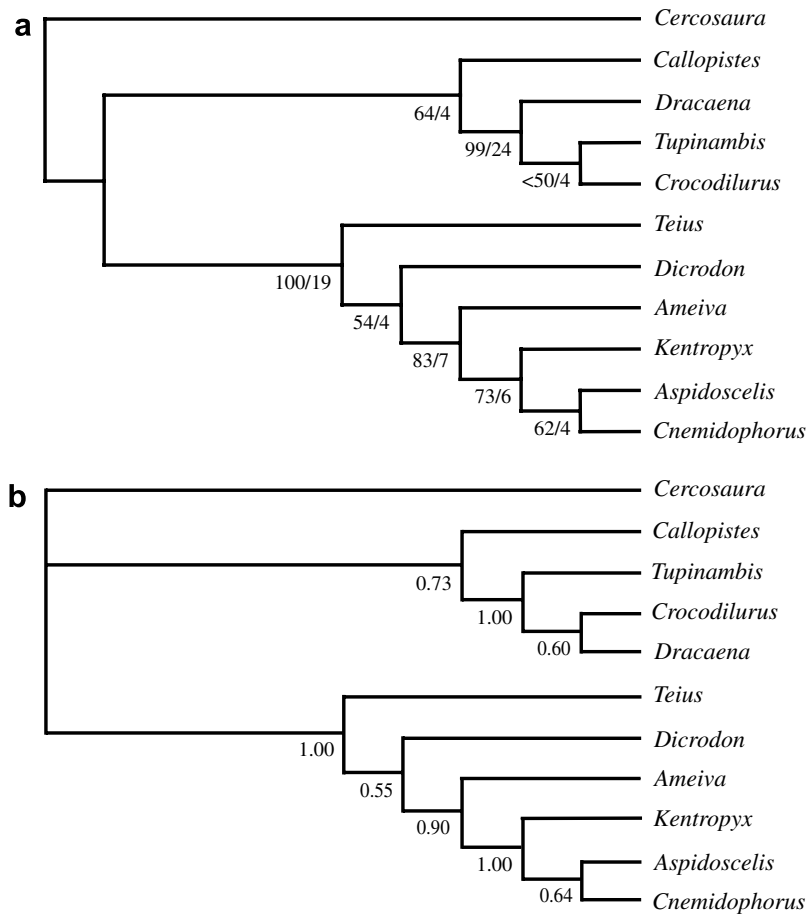 a
Cercosaura
Callopistes
64/4
Dracaena
99/24
Tupinambis
<50/4
Crocodilurus
Teius
100/19
Dicrodon
54/4
Ameiva
83/7
Kentropyx
73/6
Aspidoscelis
62/4
Cnemidophorus
b
Cercosaura
Callopistes
0.73
Tupinambis
1.00
Crocodilurus
0.60
Dracaena
Teius
1.00
Dicrodon
0.55
Ameiva
0.90
Kentropyx
1.00
Aspidoscelis
0.64
Cnemidophorus